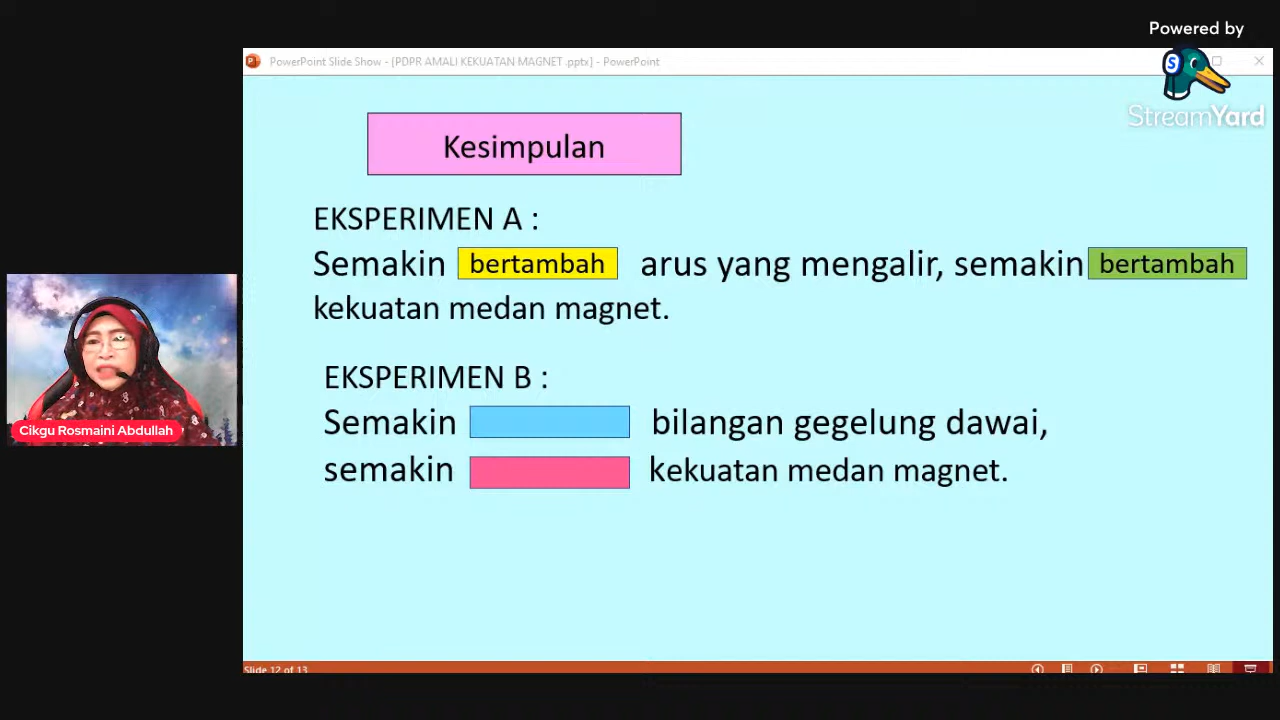 Powered by
StreamYard
PowerPoint Slide Show - [PDPR AMALI KEKUATAN MAGNET .pptx] - PowerPoint
Kesimpulan
EKSPERIMEN A :
Semakin bertambah arus yang mengalir, semakin bertambah
kekuatan medan magnet.
EKSPERIMEN B :
Semakin bilangan gegelung dawai,
semakin kekuatan medan magnet.
Cikgu Rosmaini Abdullah
Slide 12 of 13